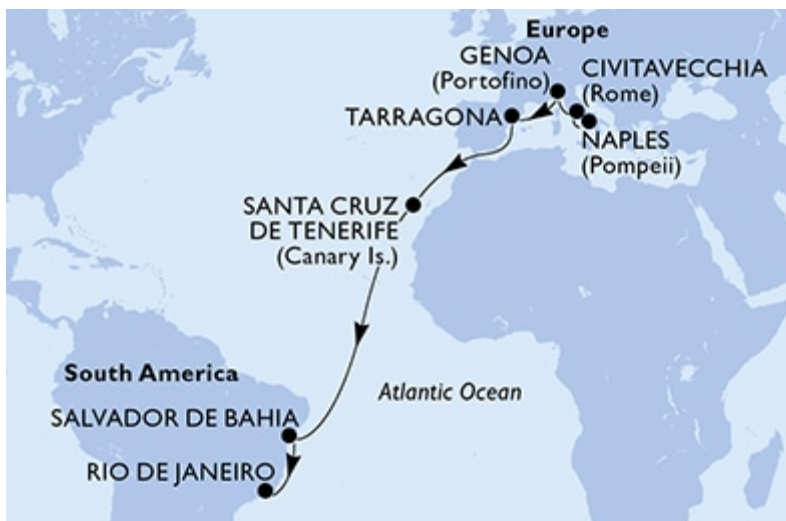 Europe
GENOA
(Portofino)
CIVITAVECCHIA
(Rome)
TARRAGONA
NAPLES
(Pompeii)
SANTA CRUZ
DE TENERIFE
(Canary Is.)
South America
Atlantic Ocean
SALVADOR DE BAHIA
RIO DE JANEIRO